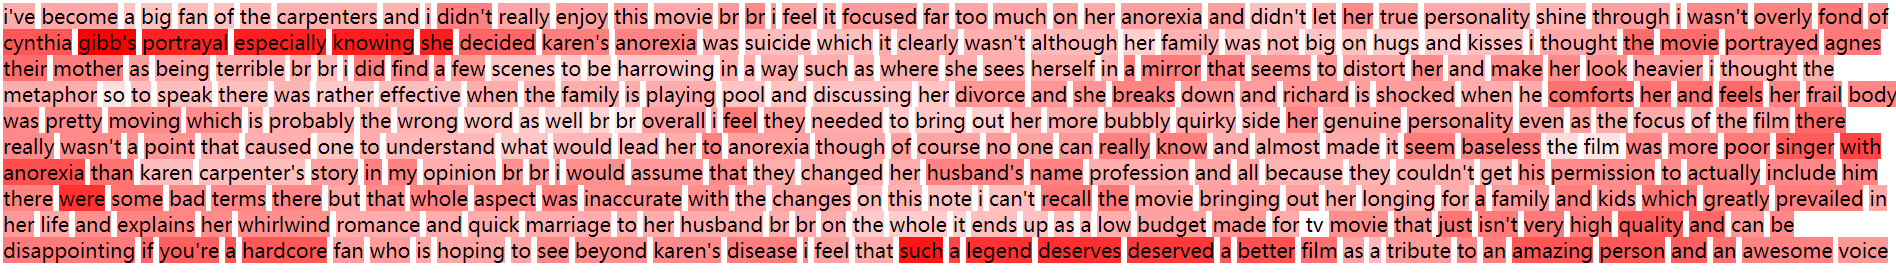 i've become a big fan of the carpenters and i didn't really enjoy this movie br br i feel it focused far too much on her anorexia and didn't let her true personality shine through i wasn't overly fond of
cynthia gibb's portrayal especially knowing she decided karen's anorexia was suicide which it clearly wasn't although her family was not big on hugs and kisses i thought the movie portrayed agnes
their mother as being terrible br br i did find a few scenes to be harrowing in a way such as where she sees herself in a mirror that seems to distort her and make her look heavier i thought the
metaphor so to speak there was rather effective when the family is playing pool and discussing her divorce and she breaks down and richard is shocked when he comforts her and feels her frail body
was pretty moving which is probably the wrong word as well br br overall i feel they needed to bring out her more bubbly quirky side her genuine personality even as the focus of the film there
really wasn't a point that caused one to understand what would lead her to anorexia though of course no one can really know and almost made it seem baseless the film was more poor singer with
anorexia than karen carpenter's story in my opinion br br i would assume that they changed her husband's name profession and all because they couldn't get his permission to actually include him
there were some bad terms there but that whole aspect was inaccurate with the changes on this note i can't recall the movie bringing out her longing for a family and kids which greatly prevailed in
her life and explains her whirlwind romance and quick marriage to her husband br br on the whole it ends up as a low budget made for tv movie that just isn't very high quality and can be
disappointing if you're a hardcore fan who is hoping to see beyond karen's disease i feel that such a legend deserves deserved a better film as a tribute to an amazing person and an awesome voice